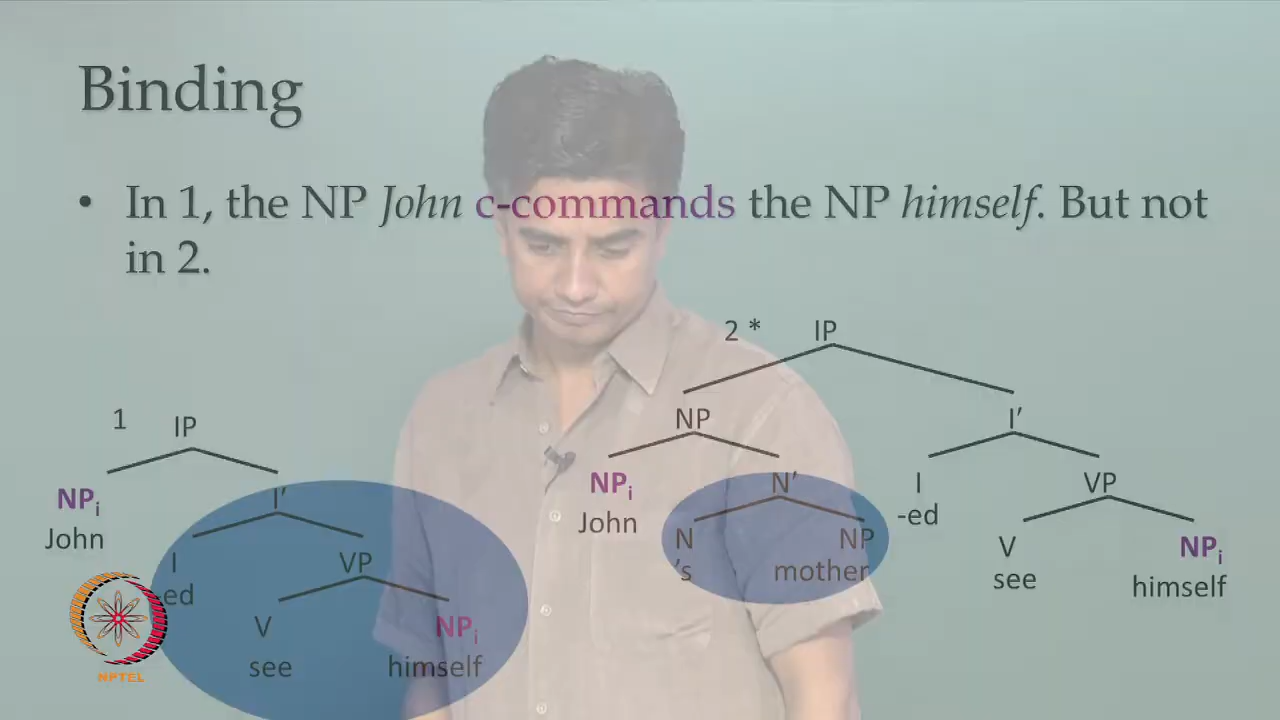 Binding
• In 1, the NP John c-commands the NP himself. But not
in 2.
2 * IP
1 IP
NP I′
NPi I′
NPi N′ I VP
John
John -ed
I VP N NP V NPi
-ed 's mother see himself
V NPi
see himself
NPTEL